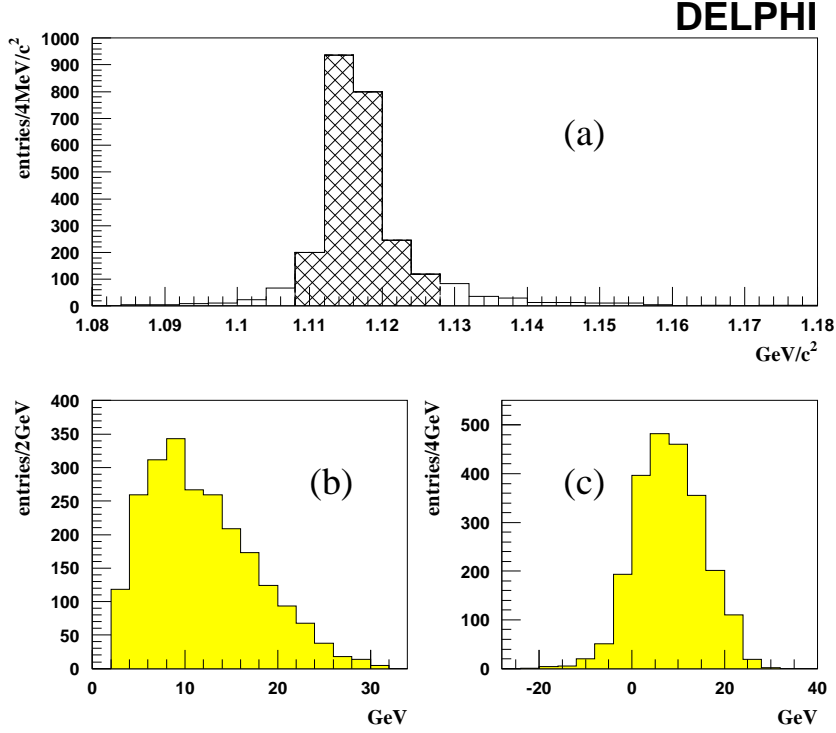 DELPHI
entries/4MeV/c²
1000
900
800
700
600
500
400
300
200
100
0
(a)
1.08 1.09 1.1 1.11 1.12 1.13 1.14 1.15 1.16 1.17 1.18
GeV/c²
entries/2GeV
400
350
300
250
200
150
100
50
0
(b)
0 10 20 30
GeV
entries/4GeV
500
400
300
200
100
0
(c)
-20 0 20 40
GeV